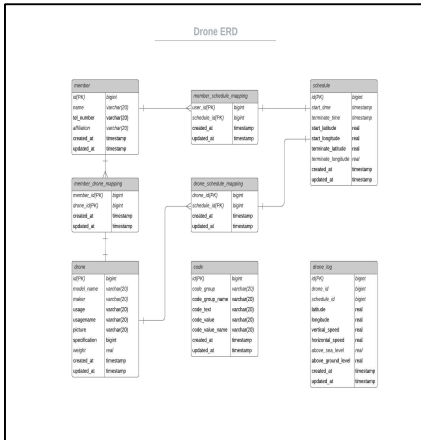 Drone ERD
member
id(PK) bigint
name varchar(20)
tel_number varchar(20)
affiliation varchar(20)
created_at timestamp
updated_at timestamp
member_schedule_mapping
user_id(PK) bigint
schedule_id(PK) bigint
created_at timestamp
updated_at timestamp
schedule
id(PK) bigint
start_time timestamp
terminate_time timestamp
start_latitude real
start_longitude real
terminate_latitude real
terminate_longitude real
created_at timestamp
updated_at timestamp
member_drone_mapping
member_id(PK) bigint
drone_id(PK) bigint
created_at timestamp
updated_at timestamp
drone_schedule_mapping
drone_id(PK) bigint
schedule_id(PK) bigint
created_at timestamp
updated_at timestamp
drone
id(PK) bigint
model_name varchar(20)
maker varchar(20)
usage varchar(20)
usagename varchar(20)
picture varchar(20)
specification bigint
weight real
created_at timestamp
updated_at timestamp
code
id(PK) bigint
code_group varchar(20)
code_group_name varchar(20)
code_text varchar(20)
code_value varchar(20)
code_value_name varchar(20)
created_at timestamp
updated_at timestamp
drone_log
id(PK) bigint
drone_id bigint
schedule_id bigint
latitude real
longitude real
vertical_speed real
horizontal_speed real
above_sea_level real
above_ground_level real
created_at timestamp
updated_at timestamp